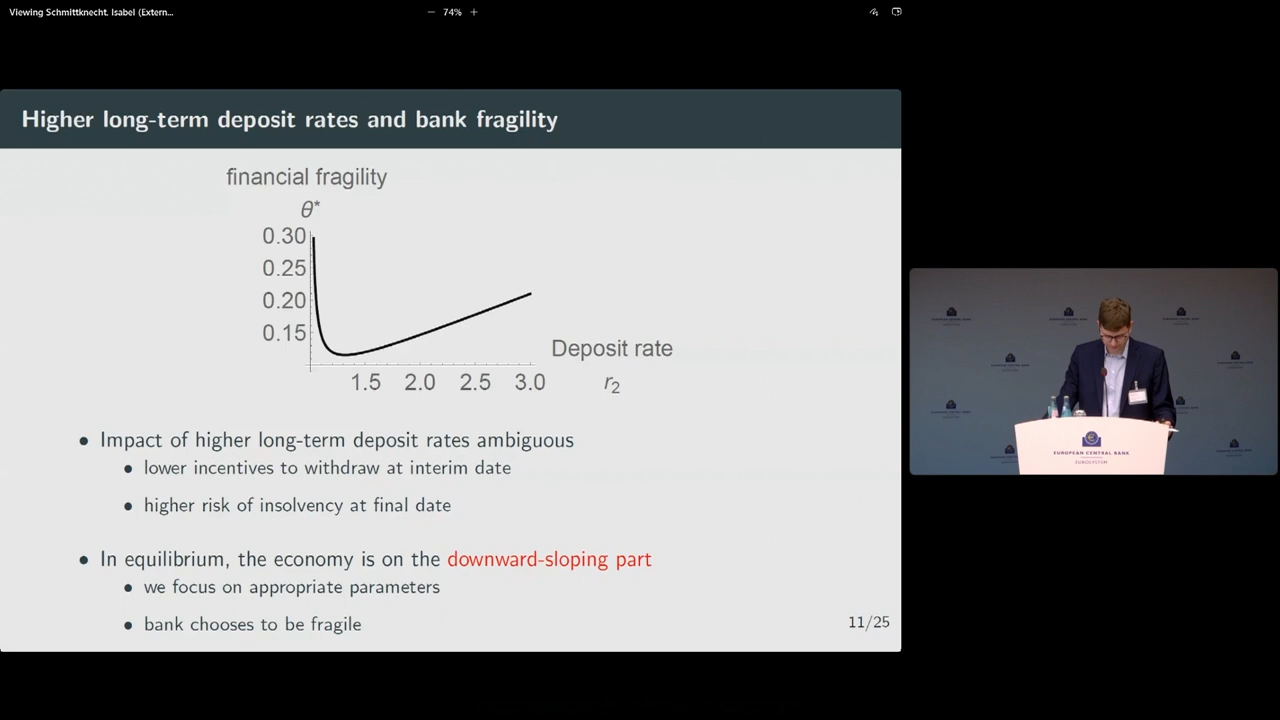 Viewing Schmittknecht, Isabel (Extern...
− 74% +
Higher long-term deposit rates and bank fragility
financial fragility
θ*
0.30
0.25
0.20
0.15
Deposit rate
1.5 2.0 2.5 3.0 r₂
• Impact of higher long-term deposit rates ambiguous
• lower incentives to withdraw at interim date
• higher risk of insolvency at final date
• In equilibrium, the economy is on the downward-sloping part
• we focus on appropriate parameters
• bank chooses to be fragile
11/25
EUROPEAN CENTRAL BANK
EUROSYSTEM